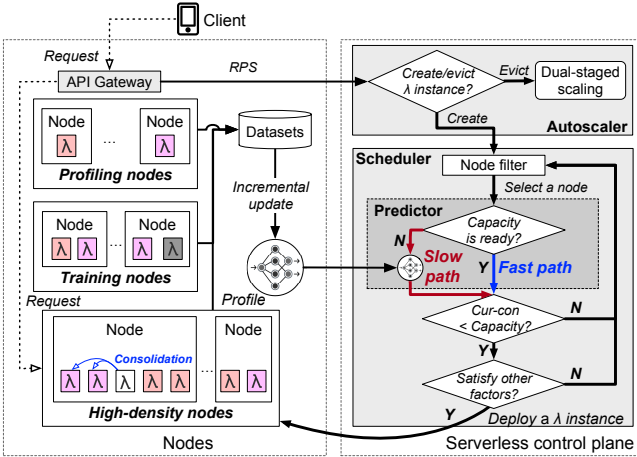 Client
Request
API Gateway
RPS
Create/evict
λ instance?
Evict
Dual-staged
scaling
Create
Autoscaler
Node
λ
...
Node
λ
Profiling nodes
Datasets
Incremental
update
Node
λ λ
...
Node
λ λ
Training nodes
Request
Profile
Node
Consolidation
λ λ λ λ λ
...
Node
λ λ
High-density nodes
Nodes
Scheduler
Node filter
Select a node
Predictor
Capacity
is ready?
N
Slow
path
Y
Fast path
Cur-con
< Capacity?
N
Y
Satisfy other
factors?
N
Y
Deploy a λ instance
Serverless control plane